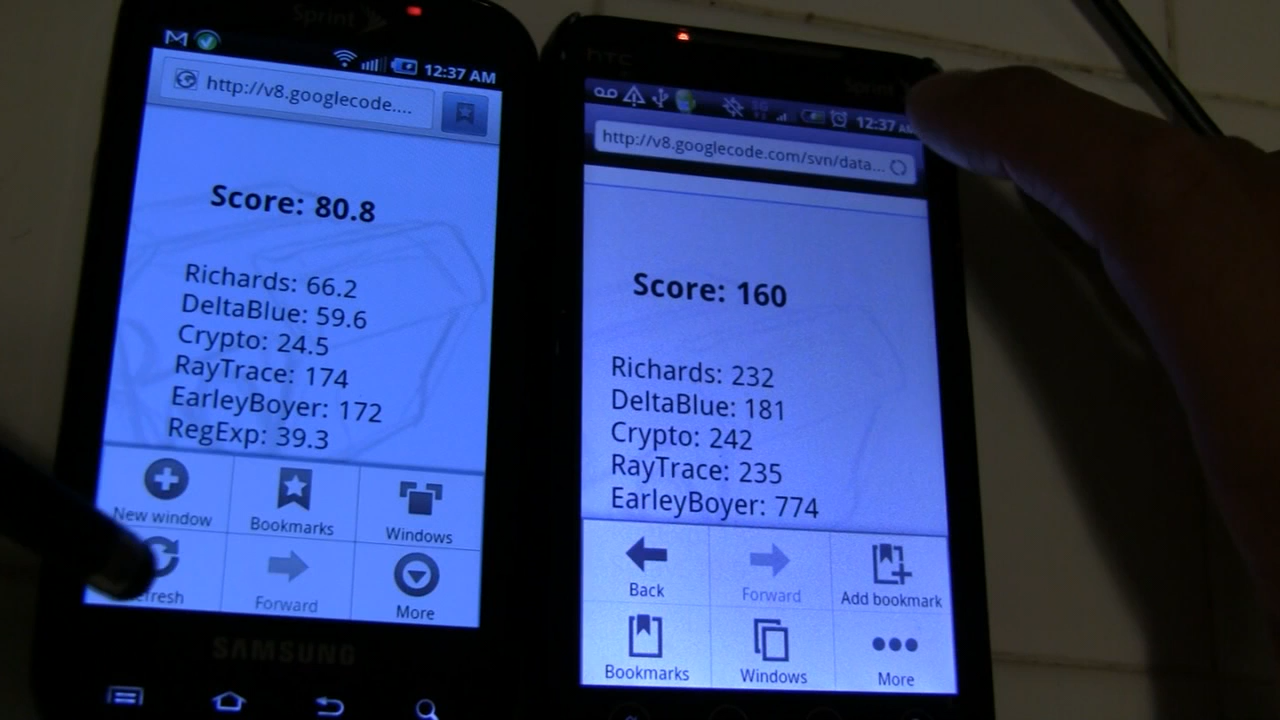 Sprint
12:37 AM
http://v8.googlecode....
Score: 80.8
Richards: 66.2
DeltaBlue: 59.6
Crypto: 24.5
RayTrace: 174
EarleyBoyer: 172
RegExp: 39.3
New window
Bookmarks
Windows
efresh
Forward
More
SAMSUNG
hTC
Sprint
3G
12:37 AM
http://v8.googlecode.com/svn/data...
Score: 160
Richards: 232
DeltaBlue: 181
Crypto: 242
RayTrace: 235
EarleyBoyer: 774
Back
Forward
Add bookmark
Bookmarks
Windows
More